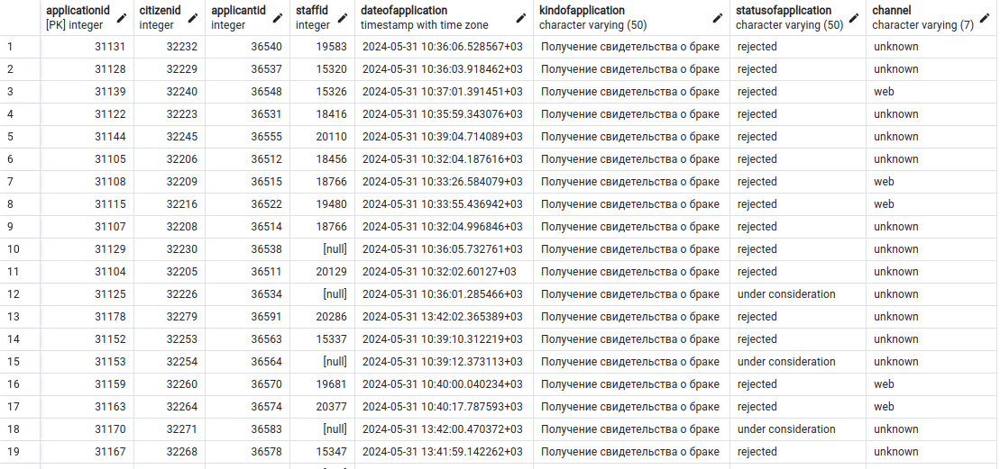 applicationid citizenid applicantid staffid dateofapplication kindofapplication statusofapplication channel
[PK] integer integer integer integer timestamp with time zone character varying (50) character varying (50) character varying (7)
1 31131 32232 36540 19583 2024-05-31 10:36:06.528567+03 Получение свидетельства о браке rejected unknown
2 31128 32229 36537 15320 2024-05-31 10:36:03.918462+03 Получение свидетельства о браке rejected unknown
3 31139 32240 36548 15326 2024-05-31 10:37:01.391451+03 Получение свидетельства о браке rejected web
4 31122 32223 36531 18416 2024-05-31 10:35:59.343076+03 Получение свидетельства о браке rejected unknown
5 31144 32245 36555 20110 2024-05-31 10:39:04.714089+03 Получение свидетельства о браке rejected unknown
6 31105 32206 36512 18456 2024-05-31 10:32:04.187616+03 Получение свидетельства о браке rejected unknown
7 31108 32209 36515 18766 2024-05-31 10:33:26.584079+03 Получение свидетельства о браке rejected web
8 31115 32216 36522 19480 2024-05-31 10:33:55.436942+03 Получение свидетельства о браке rejected web
9 31107 32208 36514 18766 2024-05-31 10:32:04.996846+03 Получение свидетельства о браке rejected unknown
10 31129 32230 36538 [null] 2024-05-31 10:36:05.732761+03 Получение свидетельства о браке rejected unknown
11 31104 32205 36511 20129 2024-05-31 10:32:02.60127+03 Получение свидетельства о браке rejected unknown
12 31125 32226 36534 [null] 2024-05-31 10:36:01.285466+03 Получение свидетельства о браке under consideration unknown
13 31178 32279 36591 20286 2024-05-31 13:42:02.365389+03 Получение свидетельства о браке rejected unknown
14 31152 32253 36563 15337 2024-05-31 10:39:10.312219+03 Получение свидетельства о браке rejected unknown
15 31153 32254 36564 [null] 2024-05-31 10:39:12.373113+03 Получение свидетельства о браке under consideration unknown
16 31159 32260 36570 19681 2024-05-31 10:40:00.040234+03 Получение свидетельства о браке rejected web
17 31163 32264 36574 20377 2024-05-31 10:40:17.787593+03 Получение свидетельства о браке rejected web
18 31170 32271 36583 [null] 2024-05-31 13:42:00.470372+03 Получение свидетельства о браке under consideration unknown
19 31167 32268 36578 15347 2024-05-31 13:41:59.142262+03 Получение свидетельства о браке rejected unknown